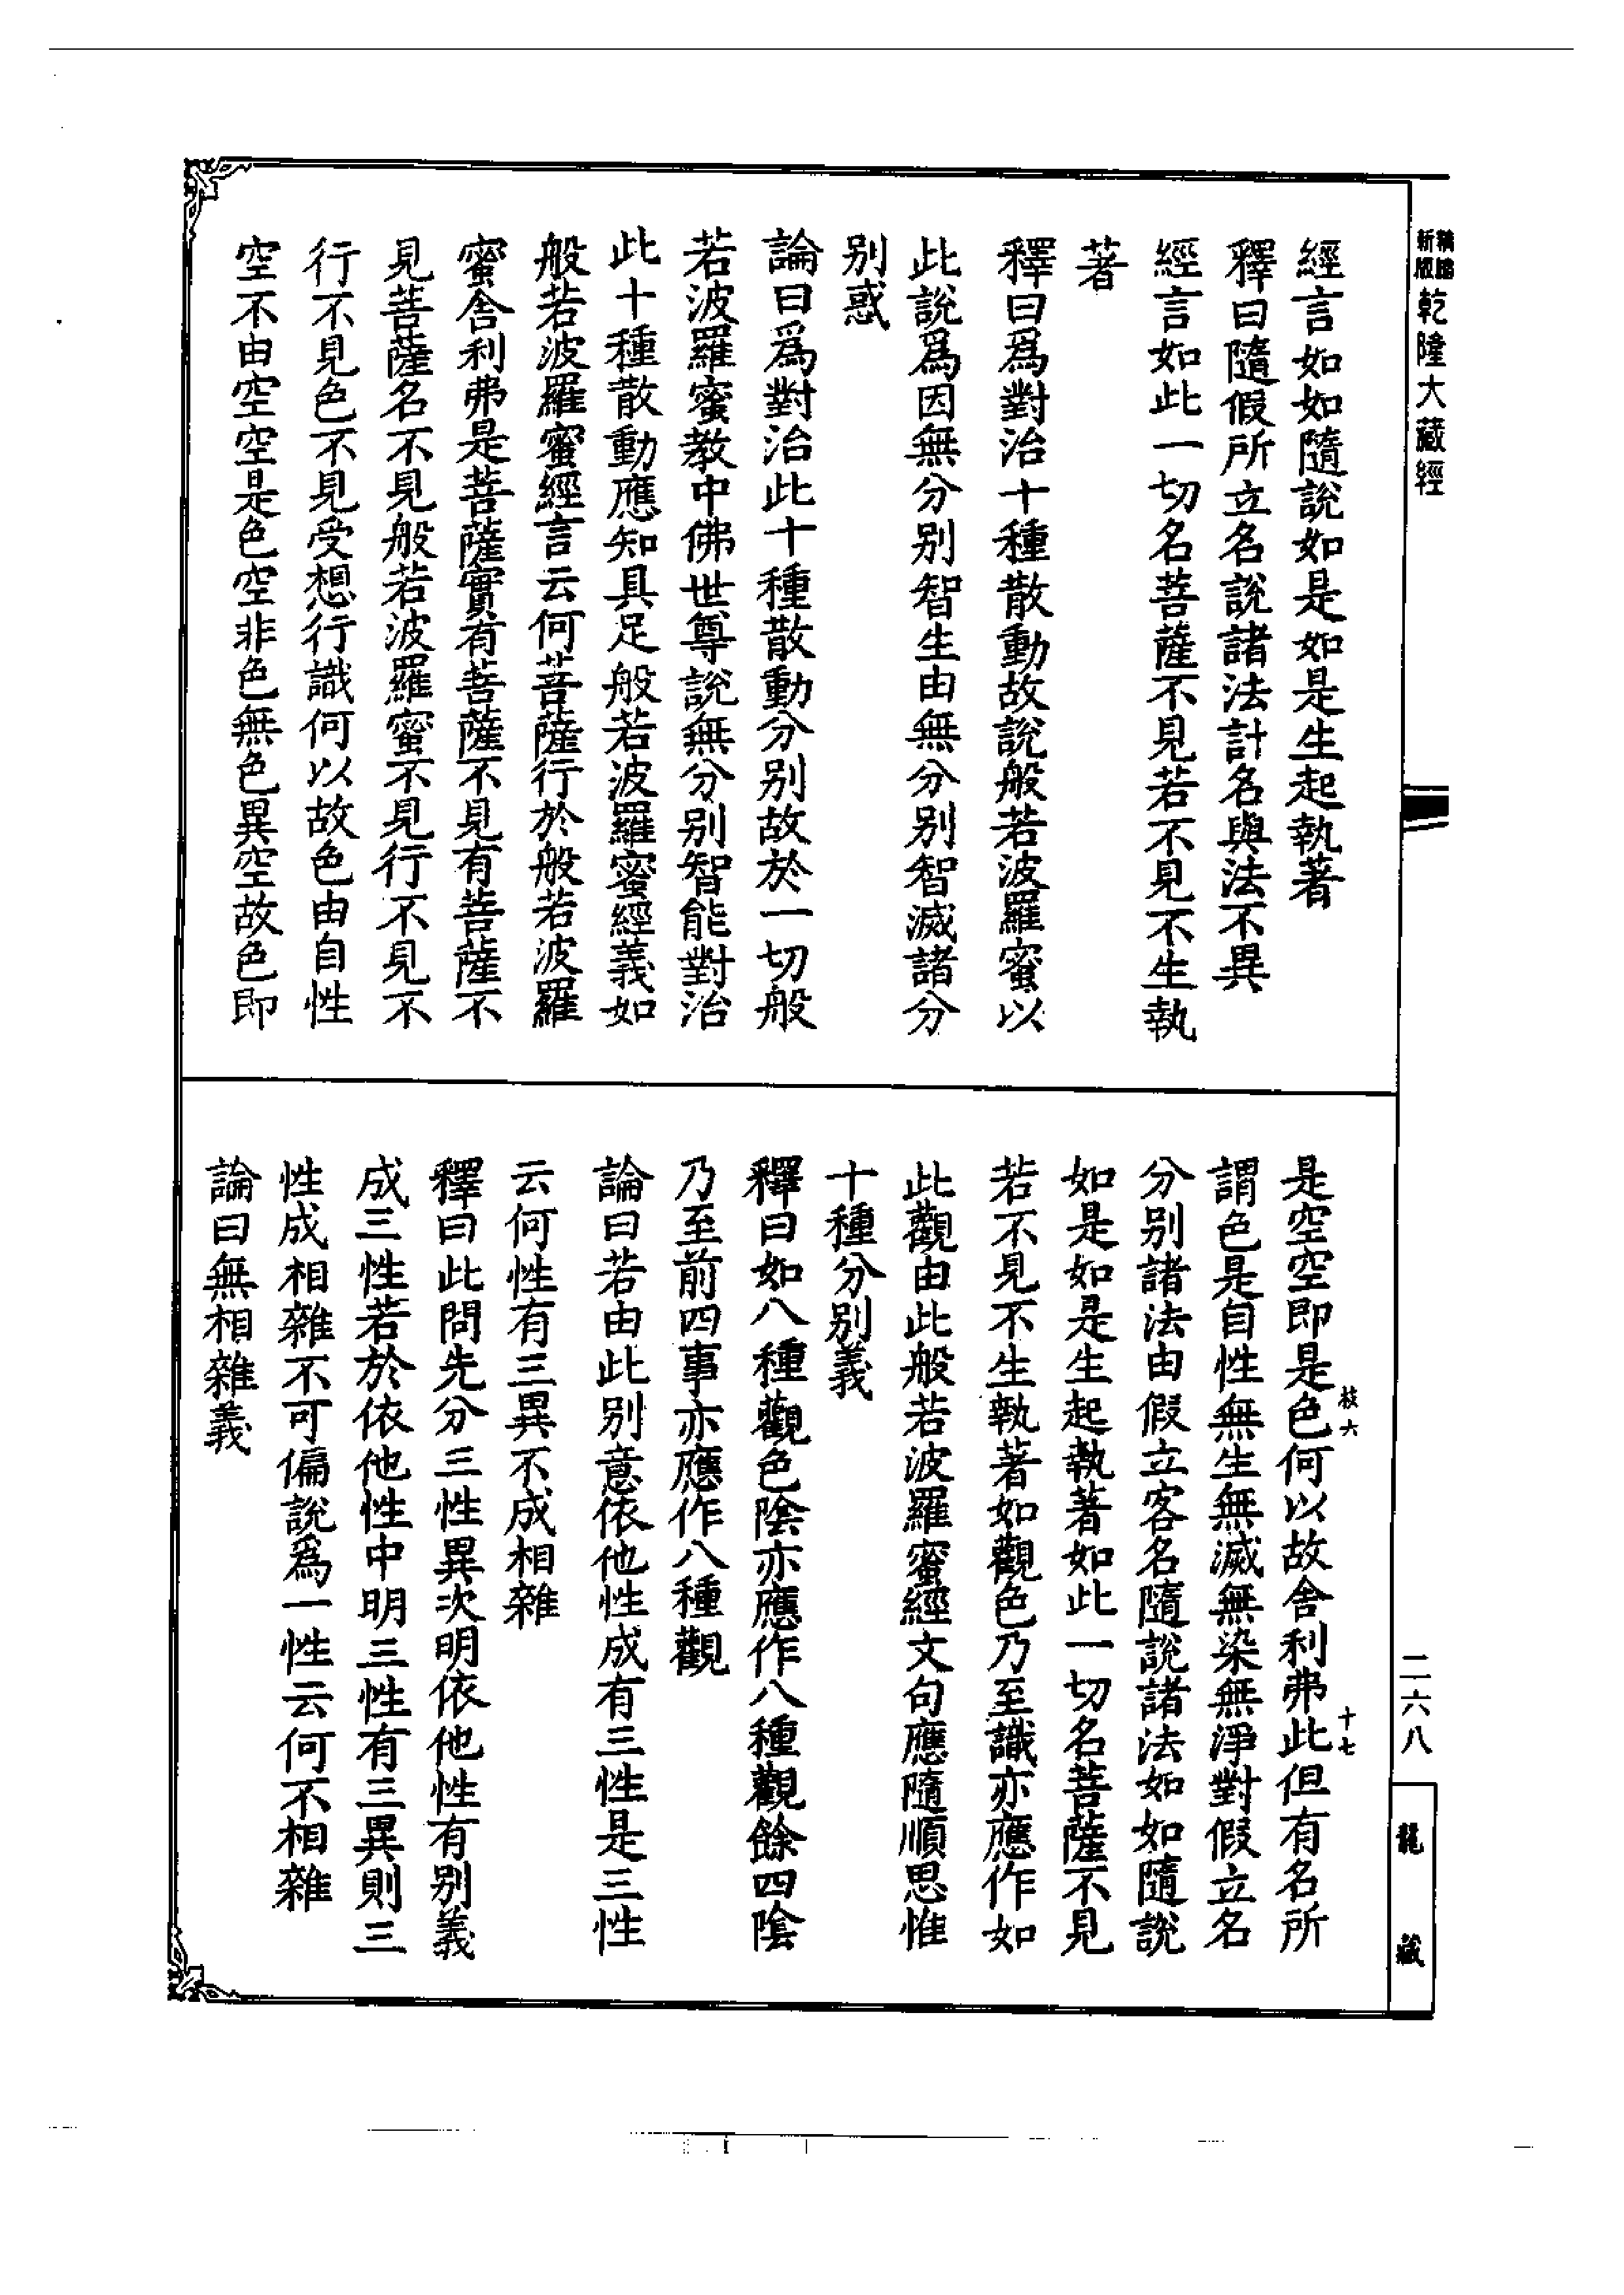 新版
乾隆大藏經
經言如如隨說如是如是生起執著
釋曰隨假所立名說諸法計名與法不異
經言如此一切名菩薩不見若不見不生執
著
釋曰爲對治十種散動故說般若波羅蜜以
此說爲因無分別智生由無分別智滅諸分
別惑
論曰爲對治此十種散動分別故於一切般
若波羅蜜教中佛世尊說無分別智能對治
此十種散動應知具足般若波羅蜜經義如
般若波羅蜜經言云何菩薩行於般若波羅
蜜舍利弗是菩薩實有菩薩不見有菩薩不
見菩薩名不見般若波羅蜜不見行不見不
行不見色不見受想行識何以故色由自性
空不由空空是色空非色無色異空故色即
是空空即是色何以故舍利弗此但有名所
謂色是自性無生無滅無染無淨對假立名
分別諸法由假立客名隨說諸法如如隨說
如是如是生起執著如此一切名菩薩不見
若不見不生執著如觀色乃至識亦應作如
此觀由此般若波羅蜜經文句應隨順思惟
十種分別義
釋曰如八種觀色陰亦應作八種觀餘四陰
乃至前四事亦應作八種觀
論曰若由此別意依他性成有三性是三性
云何性有三異不成相雜
釋曰此問先分三性異次明依他性有別義
成三性若於依他性中明三性有三異則三
性成相雜不可偏說爲一性云何不相雜
論曰無相雜義
枝六
十七
二六八
龍藏